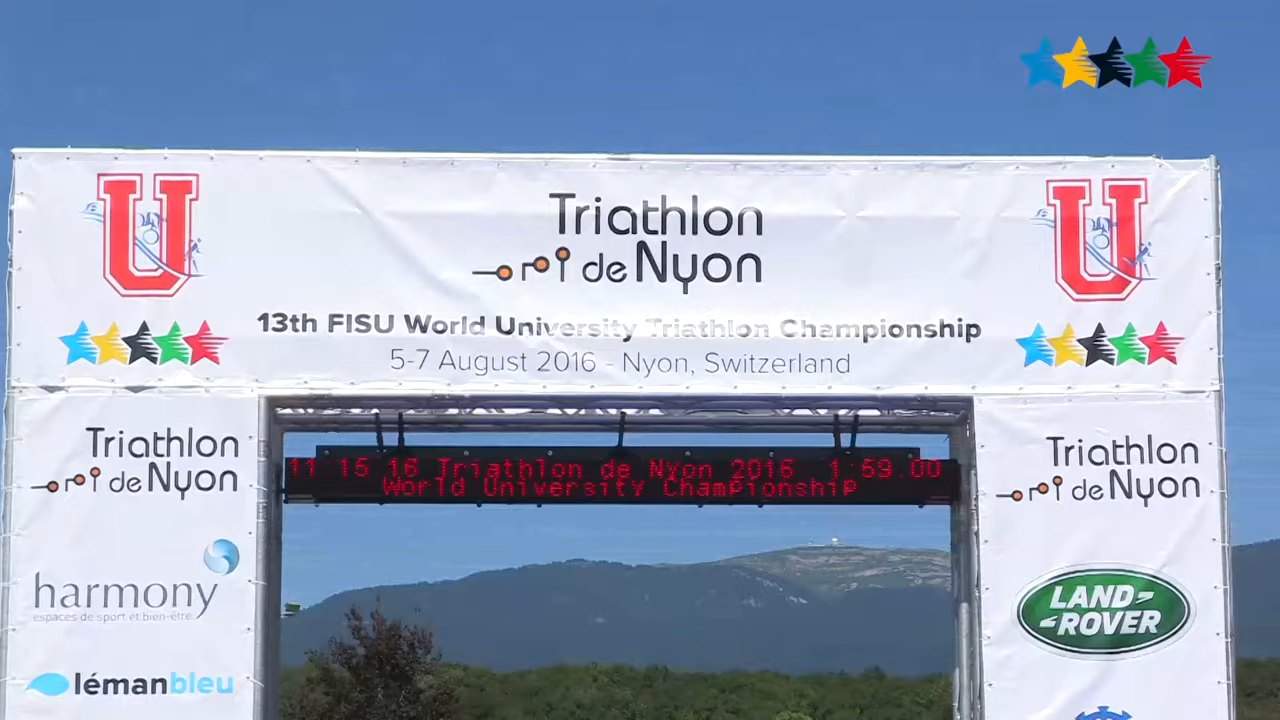 U
U
Triathlon
de Nyon
13th FISU World University Triathlon Championship
5-7 August 2016 - Nyon, Switzerland
Triathlon
de Nyon
11:15 16 Triathlon de Nyon 2016 1:59.00
World University Championship
Triathlon
de Nyon
harmony
espaces de sport et bien-être
lémanbleu
LAND-
-ROVER